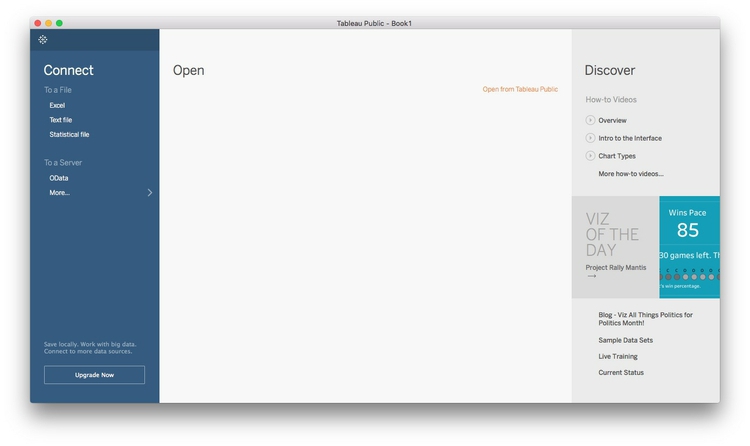 Tableau Public - Book1
Connect
To a File
Excel
Text file
Statistical file
To a Server
OData
More...
Save locally. Work with big data.
Connect to more data sources.
Upgrade Now
Open
Open from Tableau Public
Discover
How-to Videos
Overview
Intro to the Interface
Chart Types
More how-to videos...
VIZ
OF THE
DAY
Project Rally Mantis
Wins Pace
85
30 games left. Th
's win percentage.
Blog - Viz All Things Politics for
Politics Month!
Sample Data Sets
Live Training
Current Status